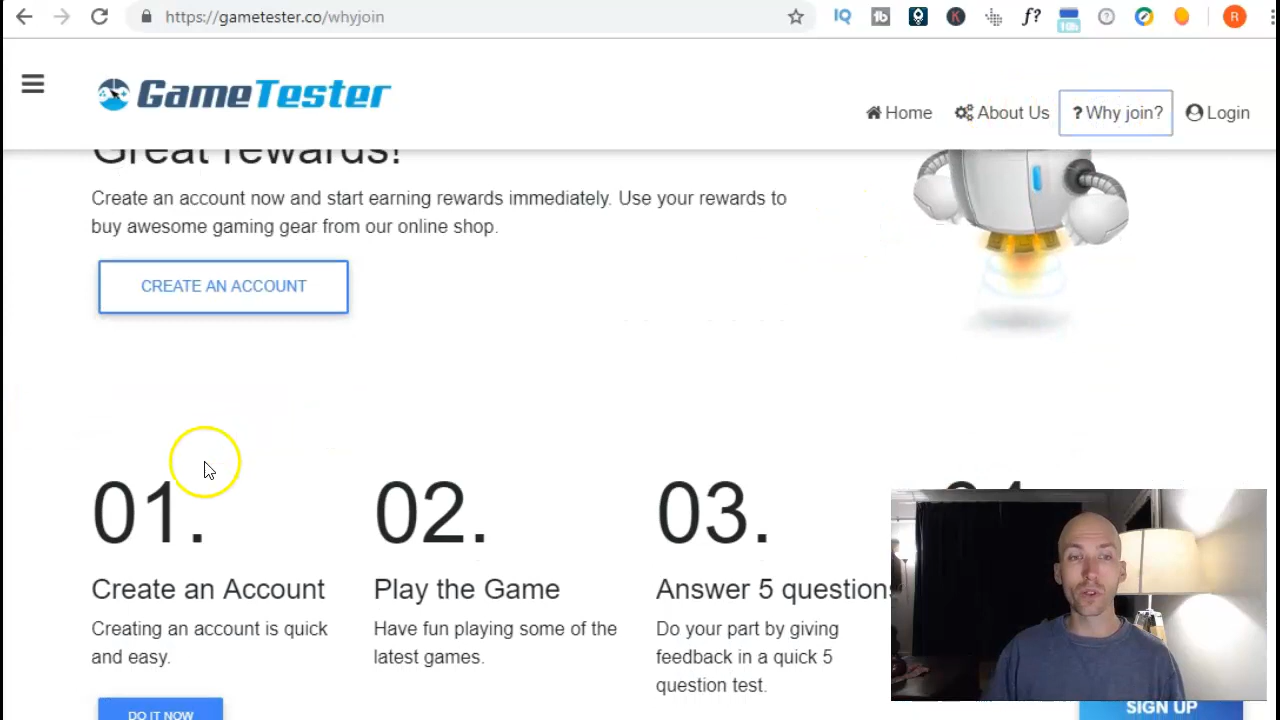 https://gametester.co/whyjoin
GameTester
Home
About Us
? Why join?
Login
Great rewards!
Create an account now and start earning rewards immediately. Use your rewards to
buy awesome gaming gear from our online shop.
CREATE AN ACCOUNT
01.
Create an Account
Creating an account is quick
and easy.
DO IT NOW
02.
Play the Game
Have fun playing some of the
latest games.
03.
Answer 5 questions
Do your part by giving
feedback in a quick 5
question test.
SIGN UP